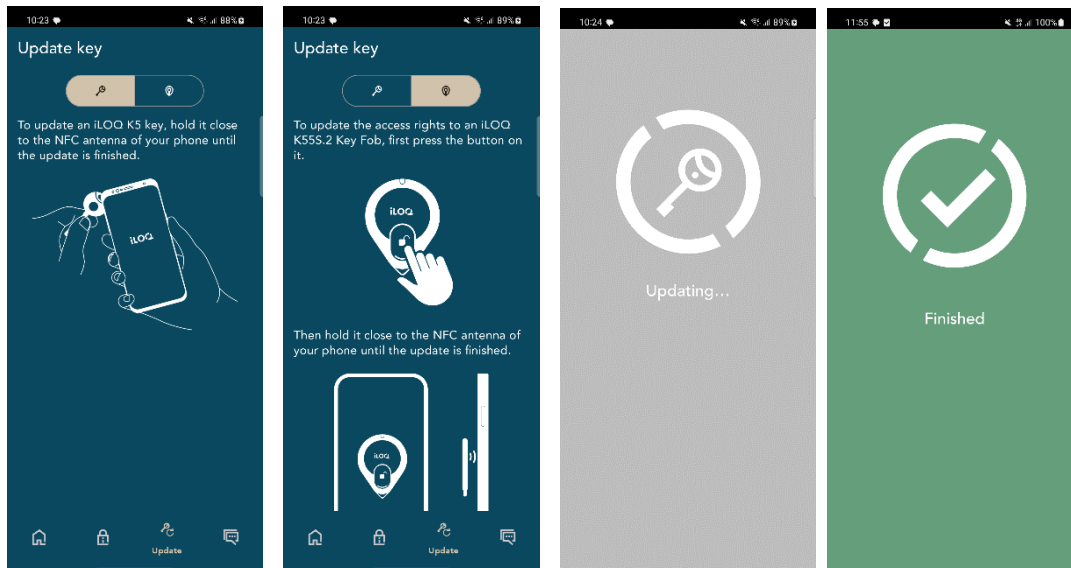 10:23
88%
Update key
To update an iLOQ K5 key, hold it close
to the NFC antenna of your phone until
the update is finished.
iLOQ
Update
10:23
89%
Update key
To update the access rights to an iLOQ
K55S.2 Key Fob, first press the button on
it.
iLOQ
Then hold it close to the NFC antenna of
your phone until the update is finished.
iLOQ
Update
10:24
89%
Updating...
11:55
100%
Finished